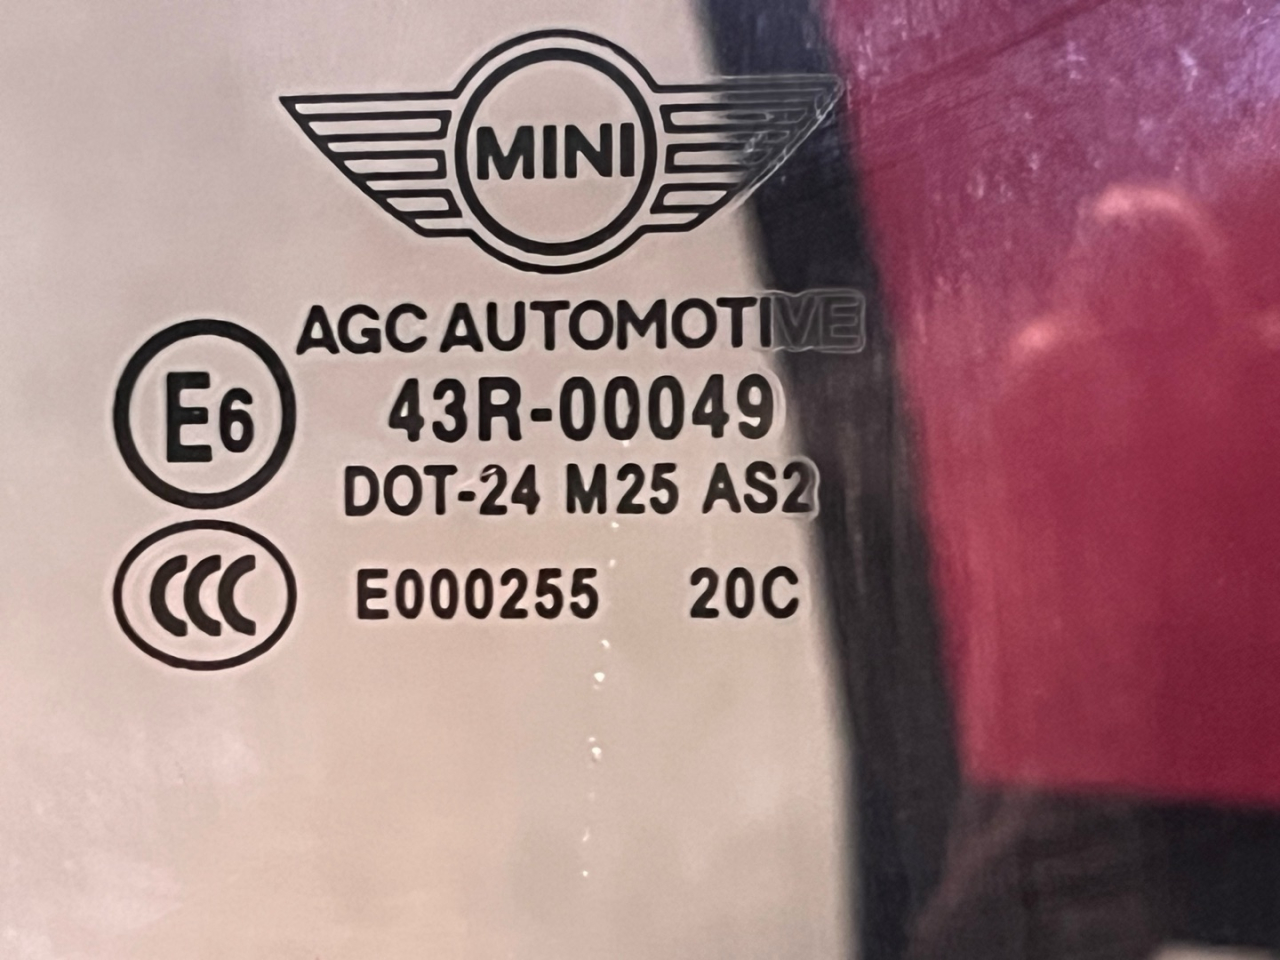 MINI
AGC AUTOMOTIVE
E6
43R-00049
DOT-24 M25 AS2
CCC
E000255 20C